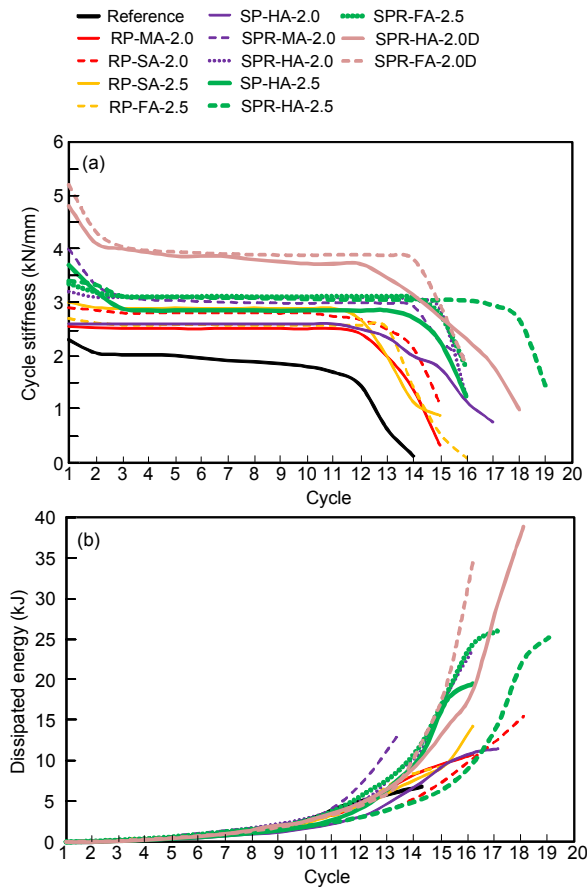 Reference
SP-HA-2.0
SPR-FA-2.5
RP-MA-2.0
SPR-MA-2.0
SPR-HA-2.0D
RP-SA-2.0
SPR-HA-2.0
SPR-FA-2.0D
RP-SA-2.5
SP-HA-2.5
RP-FA-2.5
SPR-HA-2.5
(a)
Cycle stiffness (kN/mm)
6
5
4
3
2
1
0
1 2 3 4 5 6 7 8 9 10 11 12 13 14 15 16 17 18 19 20
Cycle
(b)
Dissipated energy (kJ)
40
35
30
25
20
15
10
5
0
1 2 3 4 5 6 7 8 9 10 11 12 13 14 15 16 17 18 19 20
Cycle